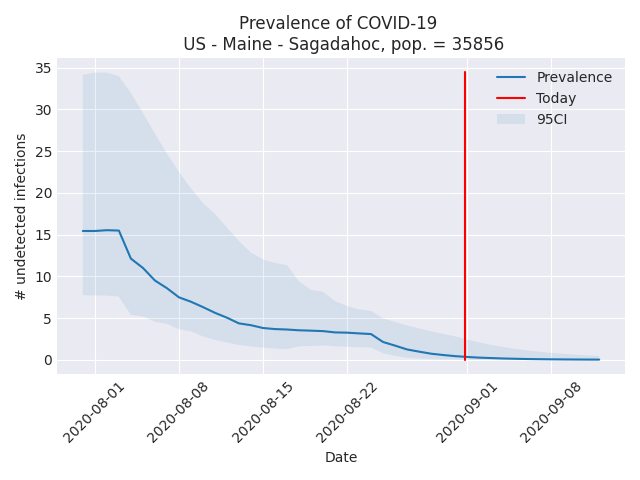 Prevalence of COVID-19
US - Maine - Sagadahoc, pop. = 35856
35
30
25
20
15
10
5
0
# undetected infections
Prevalence
Today
95CI
2020-08-01
2020-08-08
2020-08-15
2020-08-22
2020-09-01
2020-09-08
Date